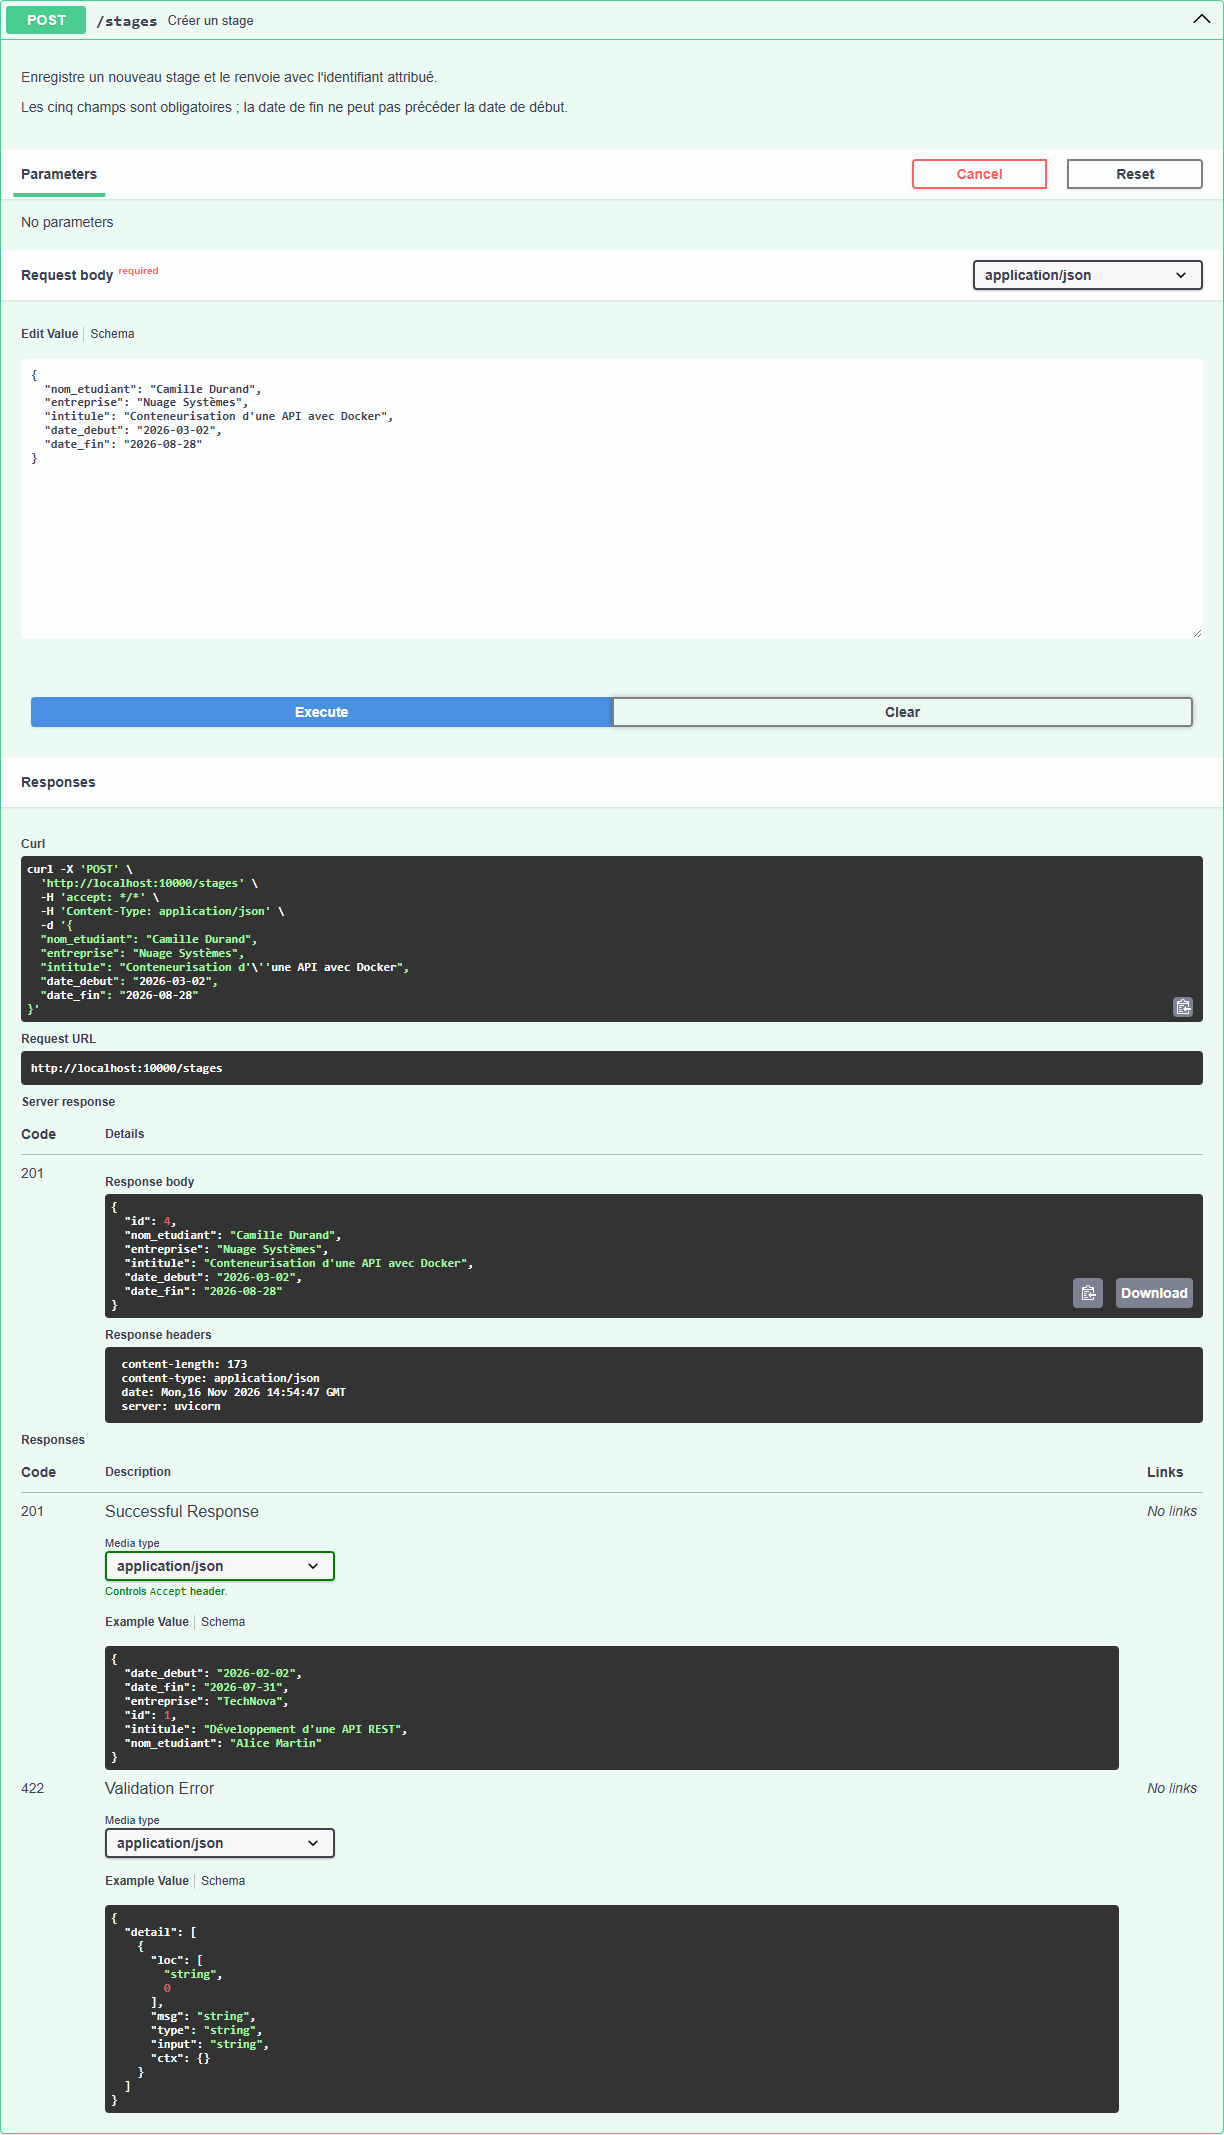 POST /stages Créer un stage
Enregistre un nouveau stage et le renvoie avec l'identifiant attribué.
Les cinq champs sont obligatoires ; la date de fin ne peut pas précéder la date de début.
Parameters
Cancel
Reset
No parameters
Request body required
application/json
Edit Value
Schema
{
  "nom_etudiant": "Camille Durand",
  "entreprise": "Nuage Systèmes",
  "intitule": "Conteneurisation d'une API avec Docker",
  "date_debut": "2026-03-02",
  "date_fin": "2026-08-28"
}
Execute
Clear
Responses
Curl
curl -X 'POST' \
  'http://localhost:10000/stages' \
  -H 'accept: */*' \
  -H 'Content-Type: application/json' \
  -d '{
  "nom_etudiant": "Camille Durand",
  "entreprise": "Nuage Systèmes",
  "intitule": "Conteneurisation d'\''une API avec Docker",
  "date_debut": "2026-03-02",
  "date_fin": "2026-08-28"
}'
Request URL
http://localhost:10000/stages
Server response
Code
Details
201
Response body
{
  "id": 4,
  "nom_etudiant": "Camille Durand",
  "entreprise": "Nuage Systèmes",
  "intitule": "Conteneurisation d'une API avec Docker",
  "date_debut": "2026-03-02",
  "date_fin": "2026-08-28"
}
Download
Response headers
content-length: 173
content-type: application/json
date: Mon,16 Nov 2026 14:54:47 GMT
server: uvicorn
Responses
Code
Description
Links
201
Successful Response
No links
Media type
application/json
Controls Accept header.
Example Value
Schema
{
  "date_debut": "2026-02-02",
  "date_fin": "2026-07-31",
  "entreprise": "TechNova",
  "id": 1,
  "intitule": "Développement d'une API REST",
  "nom_etudiant": "Alice Martin"
}
422
Validation Error
No links
Media type
application/json
Example Value
Schema
{
  "detail": [
    {
      "loc": [
        "string",
        0
      ],
      "msg": "string",
      "type": "string",
      "input": "string",
      "ctx": {}
    }
  ]
}